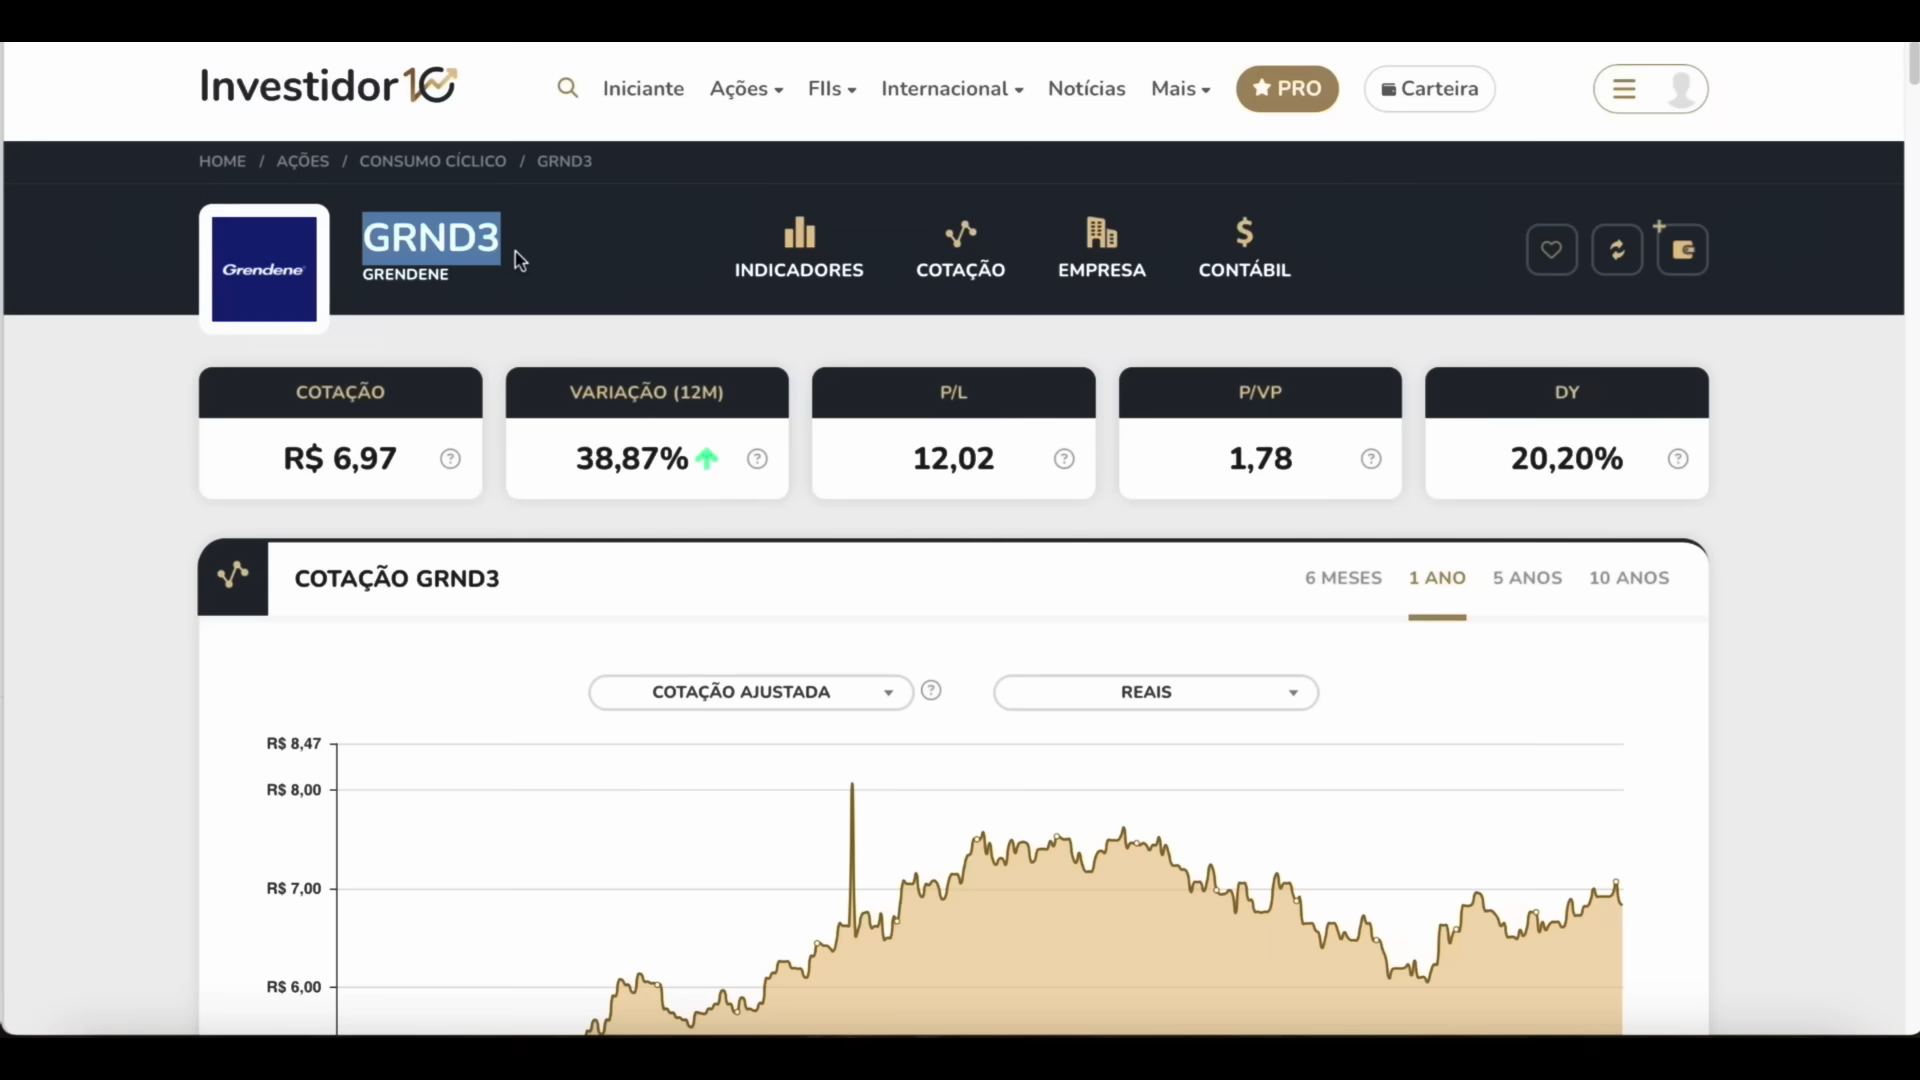 Investidor10
Iniciante Ações FIIs Internacional Notícias Mais PRO Carteira
HOME / AÇÕES / CONSUMO CÍCLICO / GRND3
Grendene
GRND3
GRENDENE
INDICADORES COTAÇÃO EMPRESA CONTÁBIL
COTAÇÃO VARIAÇÃO (12M) P/L P/VP DY
R$ 6,97 ? 38,87% ? 12,02 ? 1,78 ? 20,20% ?
COTAÇÃO GRND3 6 MESES 1 ANO 5 ANOS 10 ANOS
COTAÇÃO AJUSTADA ? REAIS
R$ 8,47
R$ 8,00
R$ 7,00
R$ 6,00